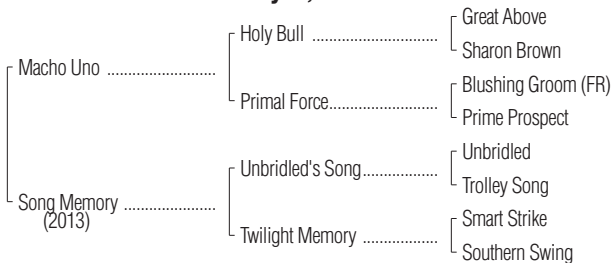 Great Above
Holy Bull ..........................
Sharon Brown
Macho Uno ......................
Blushing Groom (FR)
Primal Force......................
Prime Prospect
Unbridled
Unbridled's Song...............
Trolley Song
Song Memory ..................
(2013)
Smart Strike
Twilight Memory ...............
Southern Swing